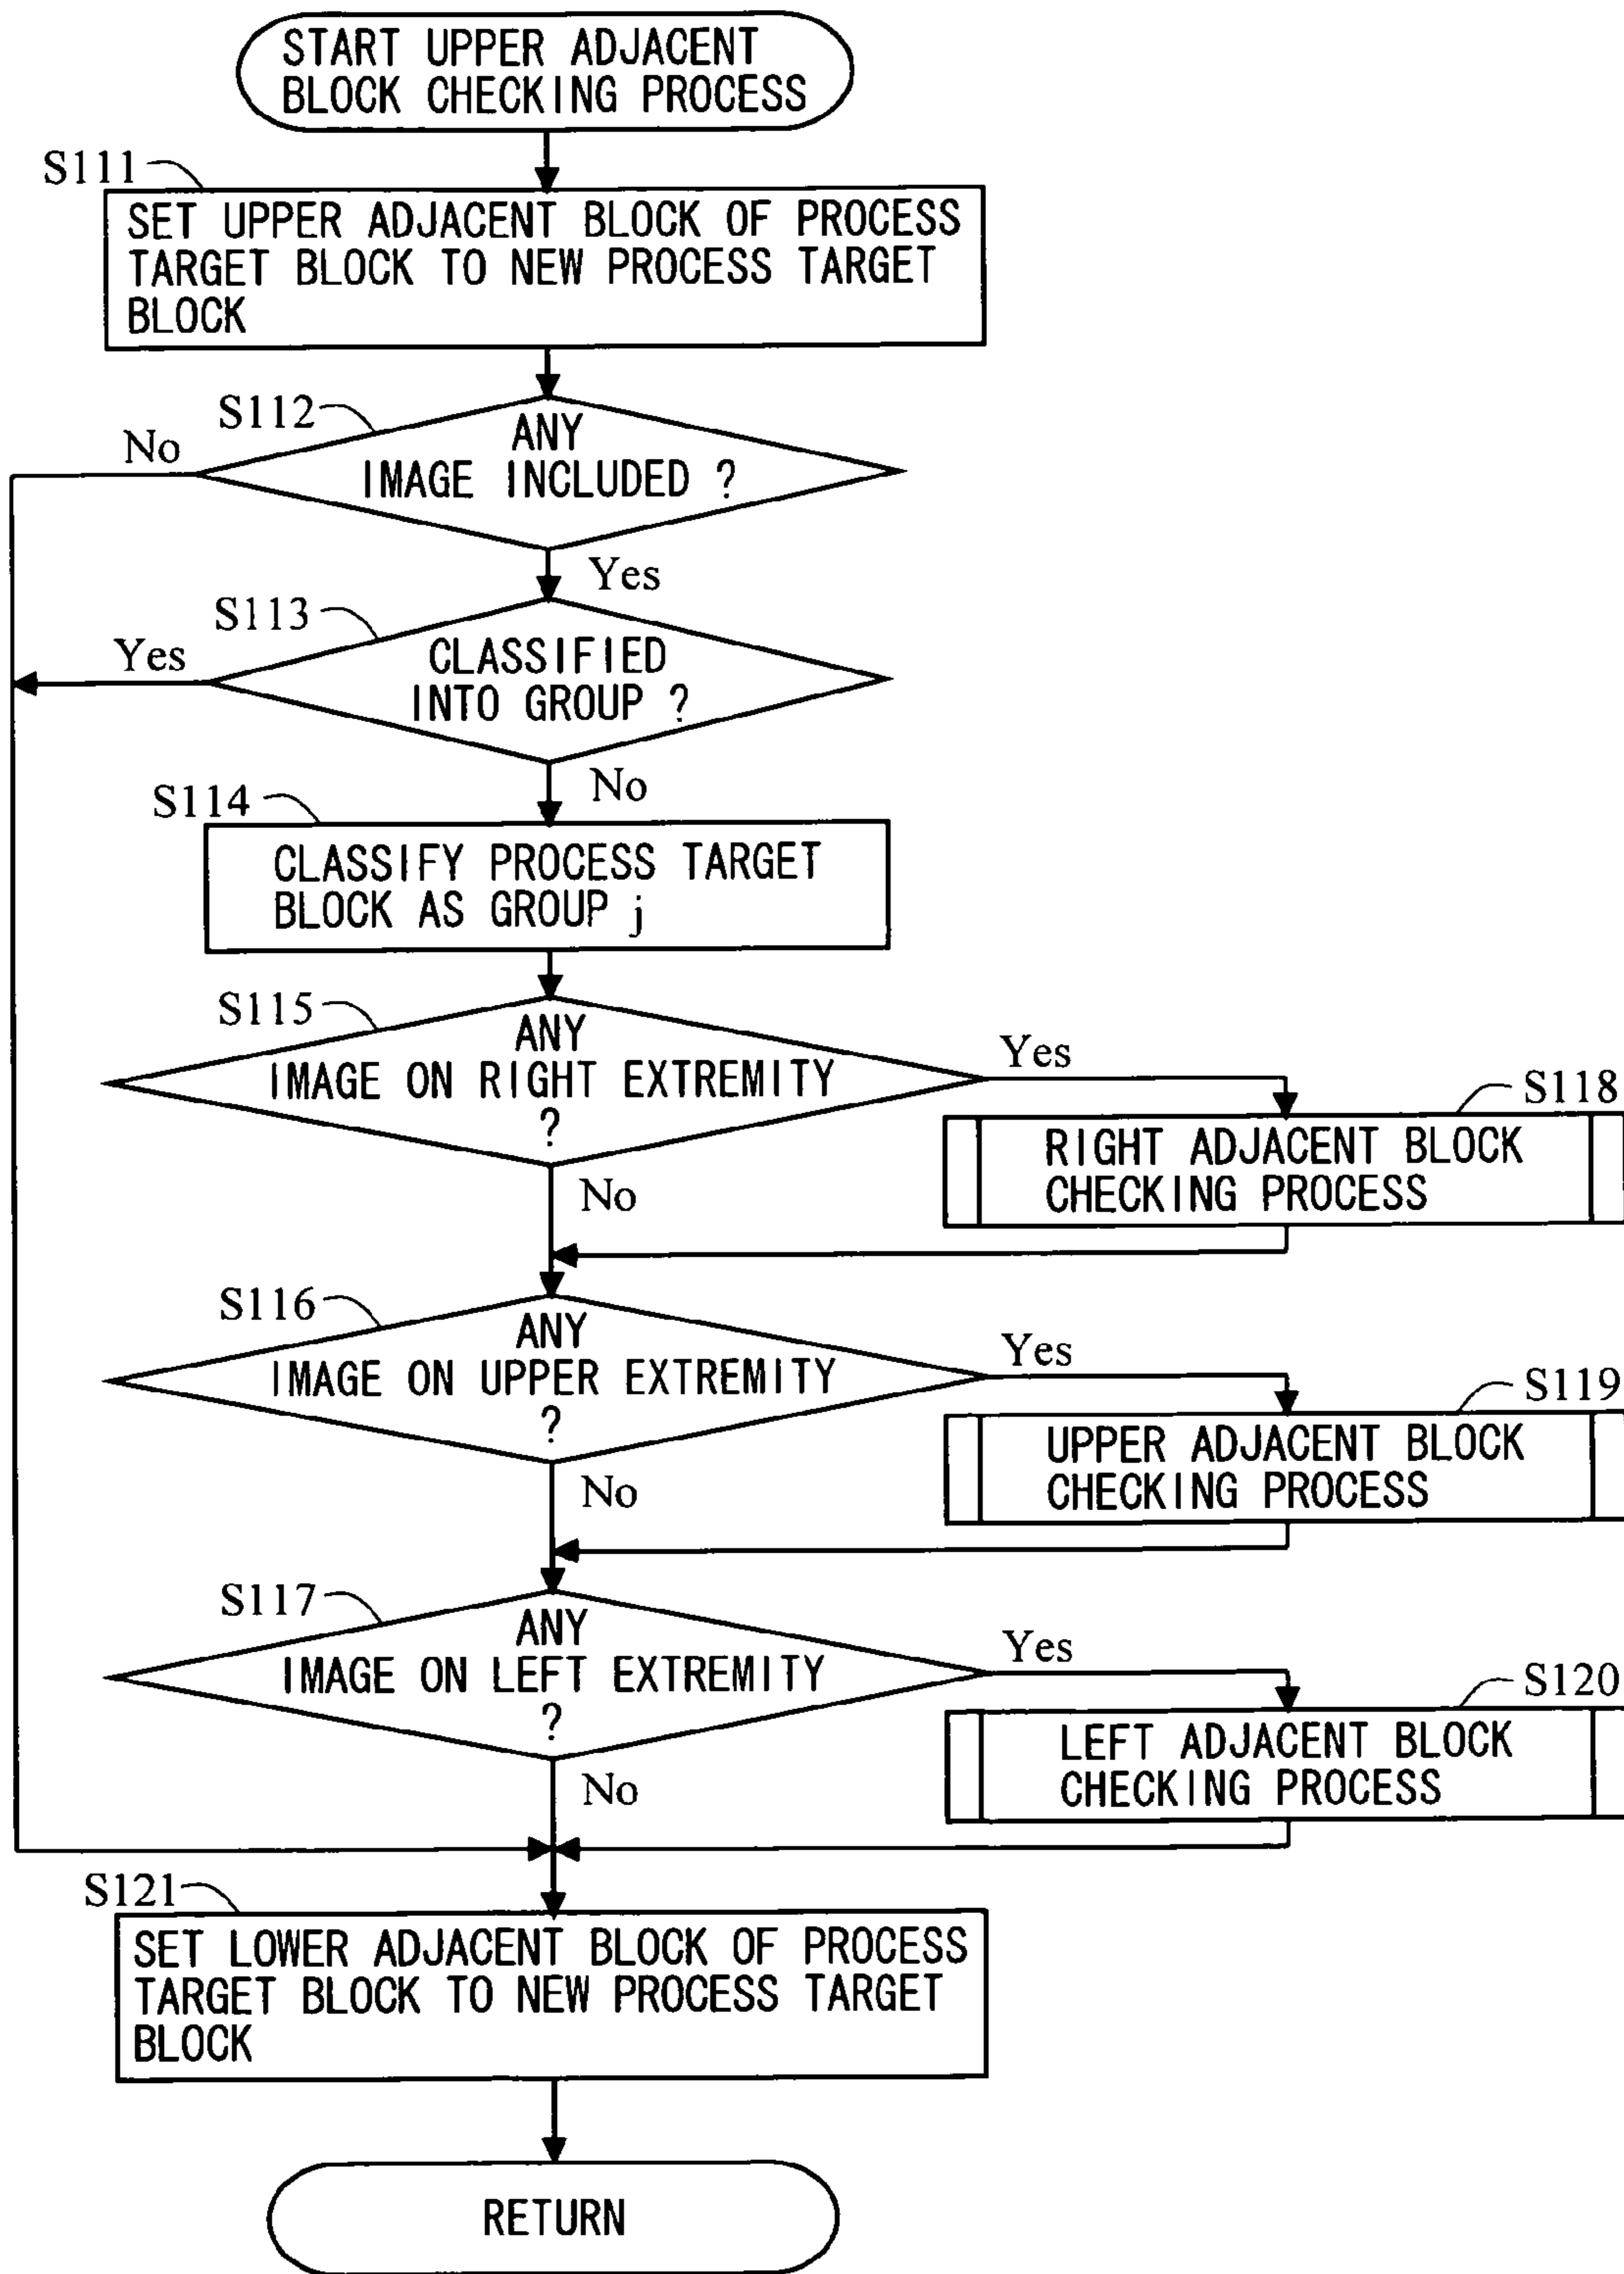 START UPPER ADJACENT
BLOCK CHECKING PROCESS
S111
SET UPPER ADJACENT BLOCK OF PROCESS
TARGET BLOCK TO NEW PROCESS TARGET
BLOCK
S112
No
ANY
IMAGE INCLUDED ?
Yes
S113
Yes
CLASSIFIED
INTO GROUP ?
No
S114
CLASSIFY PROCESS TARGET
BLOCK AS GROUP j
S115
ANY
IMAGE ON RIGHT EXTREMITY
?
Yes
S118
RIGHT ADJACENT BLOCK
CHECKING PROCESS
No
S116
ANY
IMAGE ON UPPER EXTREMITY
?
Yes
S119
UPPER ADJACENT BLOCK
CHECKING PROCESS
No
S117
ANY
IMAGE ON LEFT EXTREMITY
?
Yes
S120
LEFT ADJACENT BLOCK
CHECKING PROCESS
No
S121
SET LOWER ADJACENT BLOCK OF PROCESS
TARGET BLOCK TO NEW PROCESS TARGET
BLOCK
RETURN